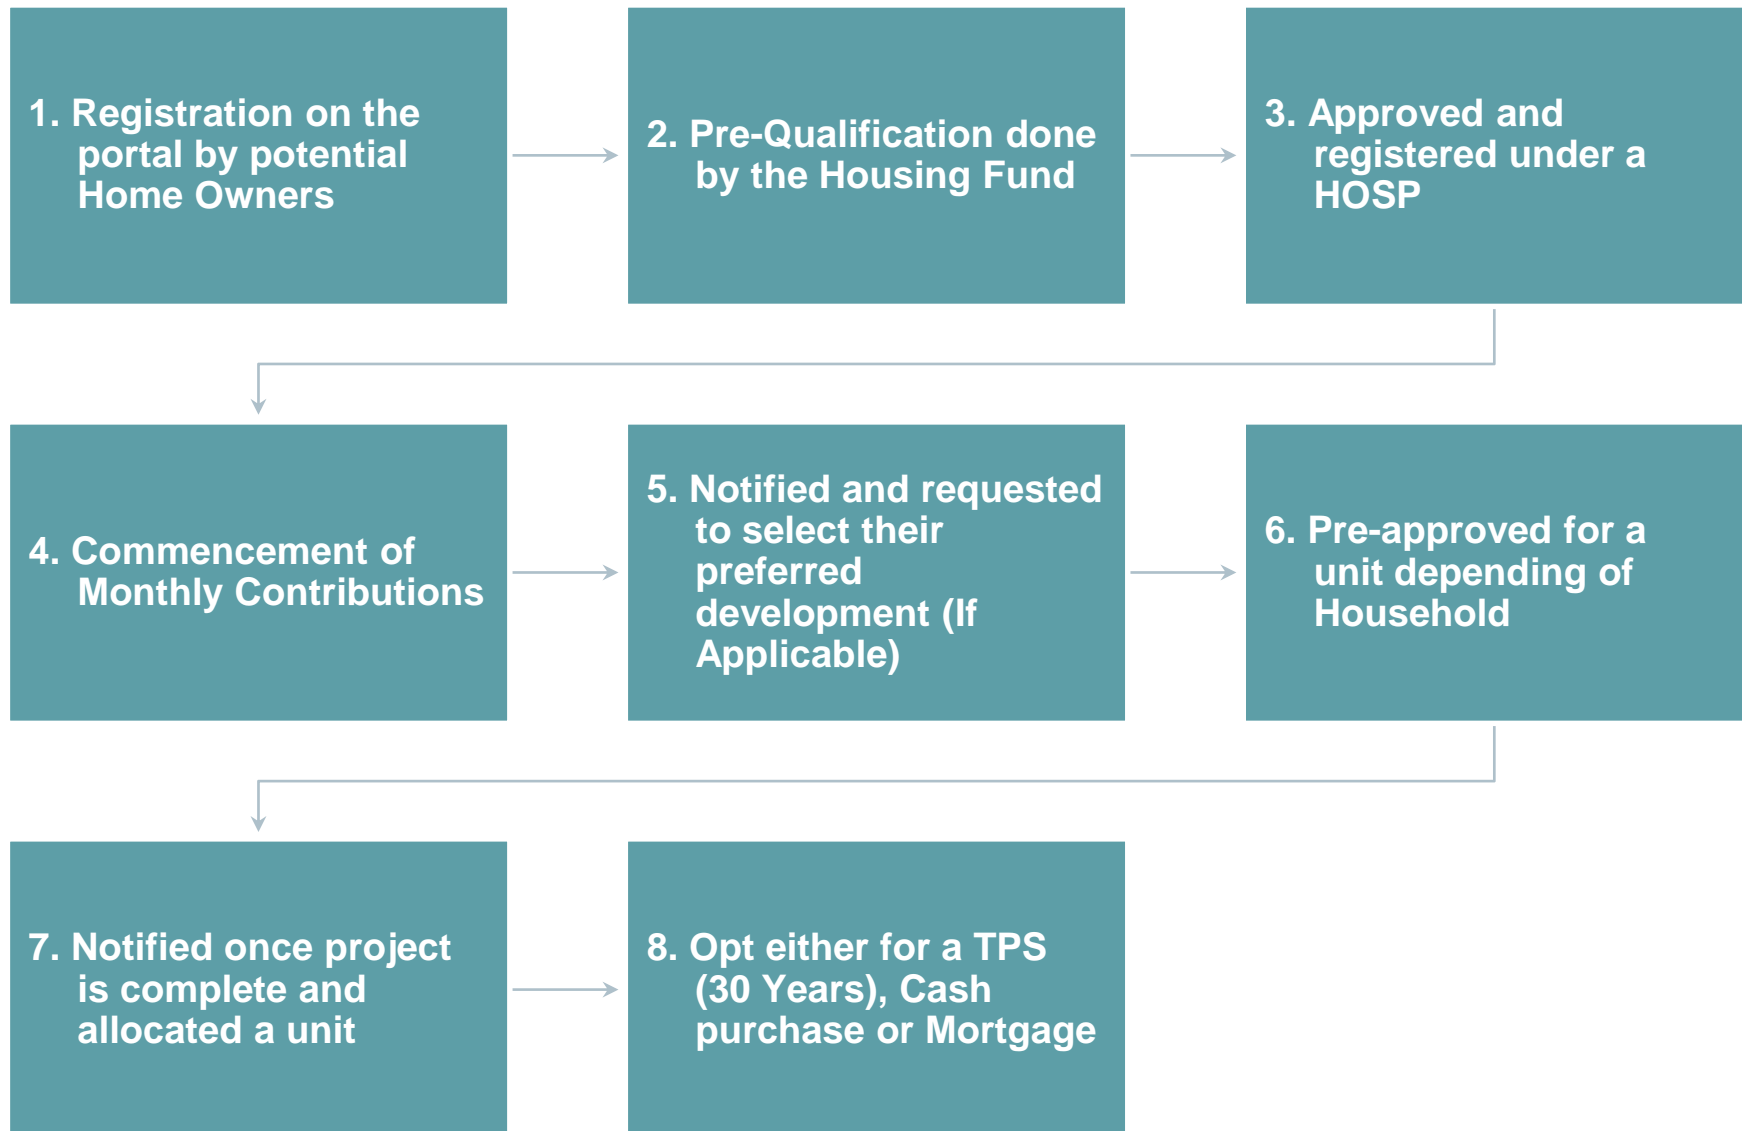 1. Registration on the
portal by potential
Home Owners
2. Pre-Qualification done
by the Housing Fund
3. Approved and
registered under a
HOSP
4. Commencement of
Monthly Contributions
5. Notified and requested
to select their
preferred
development (If
Applicable)
6. Pre-approved for a
unit depending of
Household
7. Notified once project
is complete and
allocated a unit
8. Opt either for a TPS
(30 Years), Cash
purchase or Mortgage